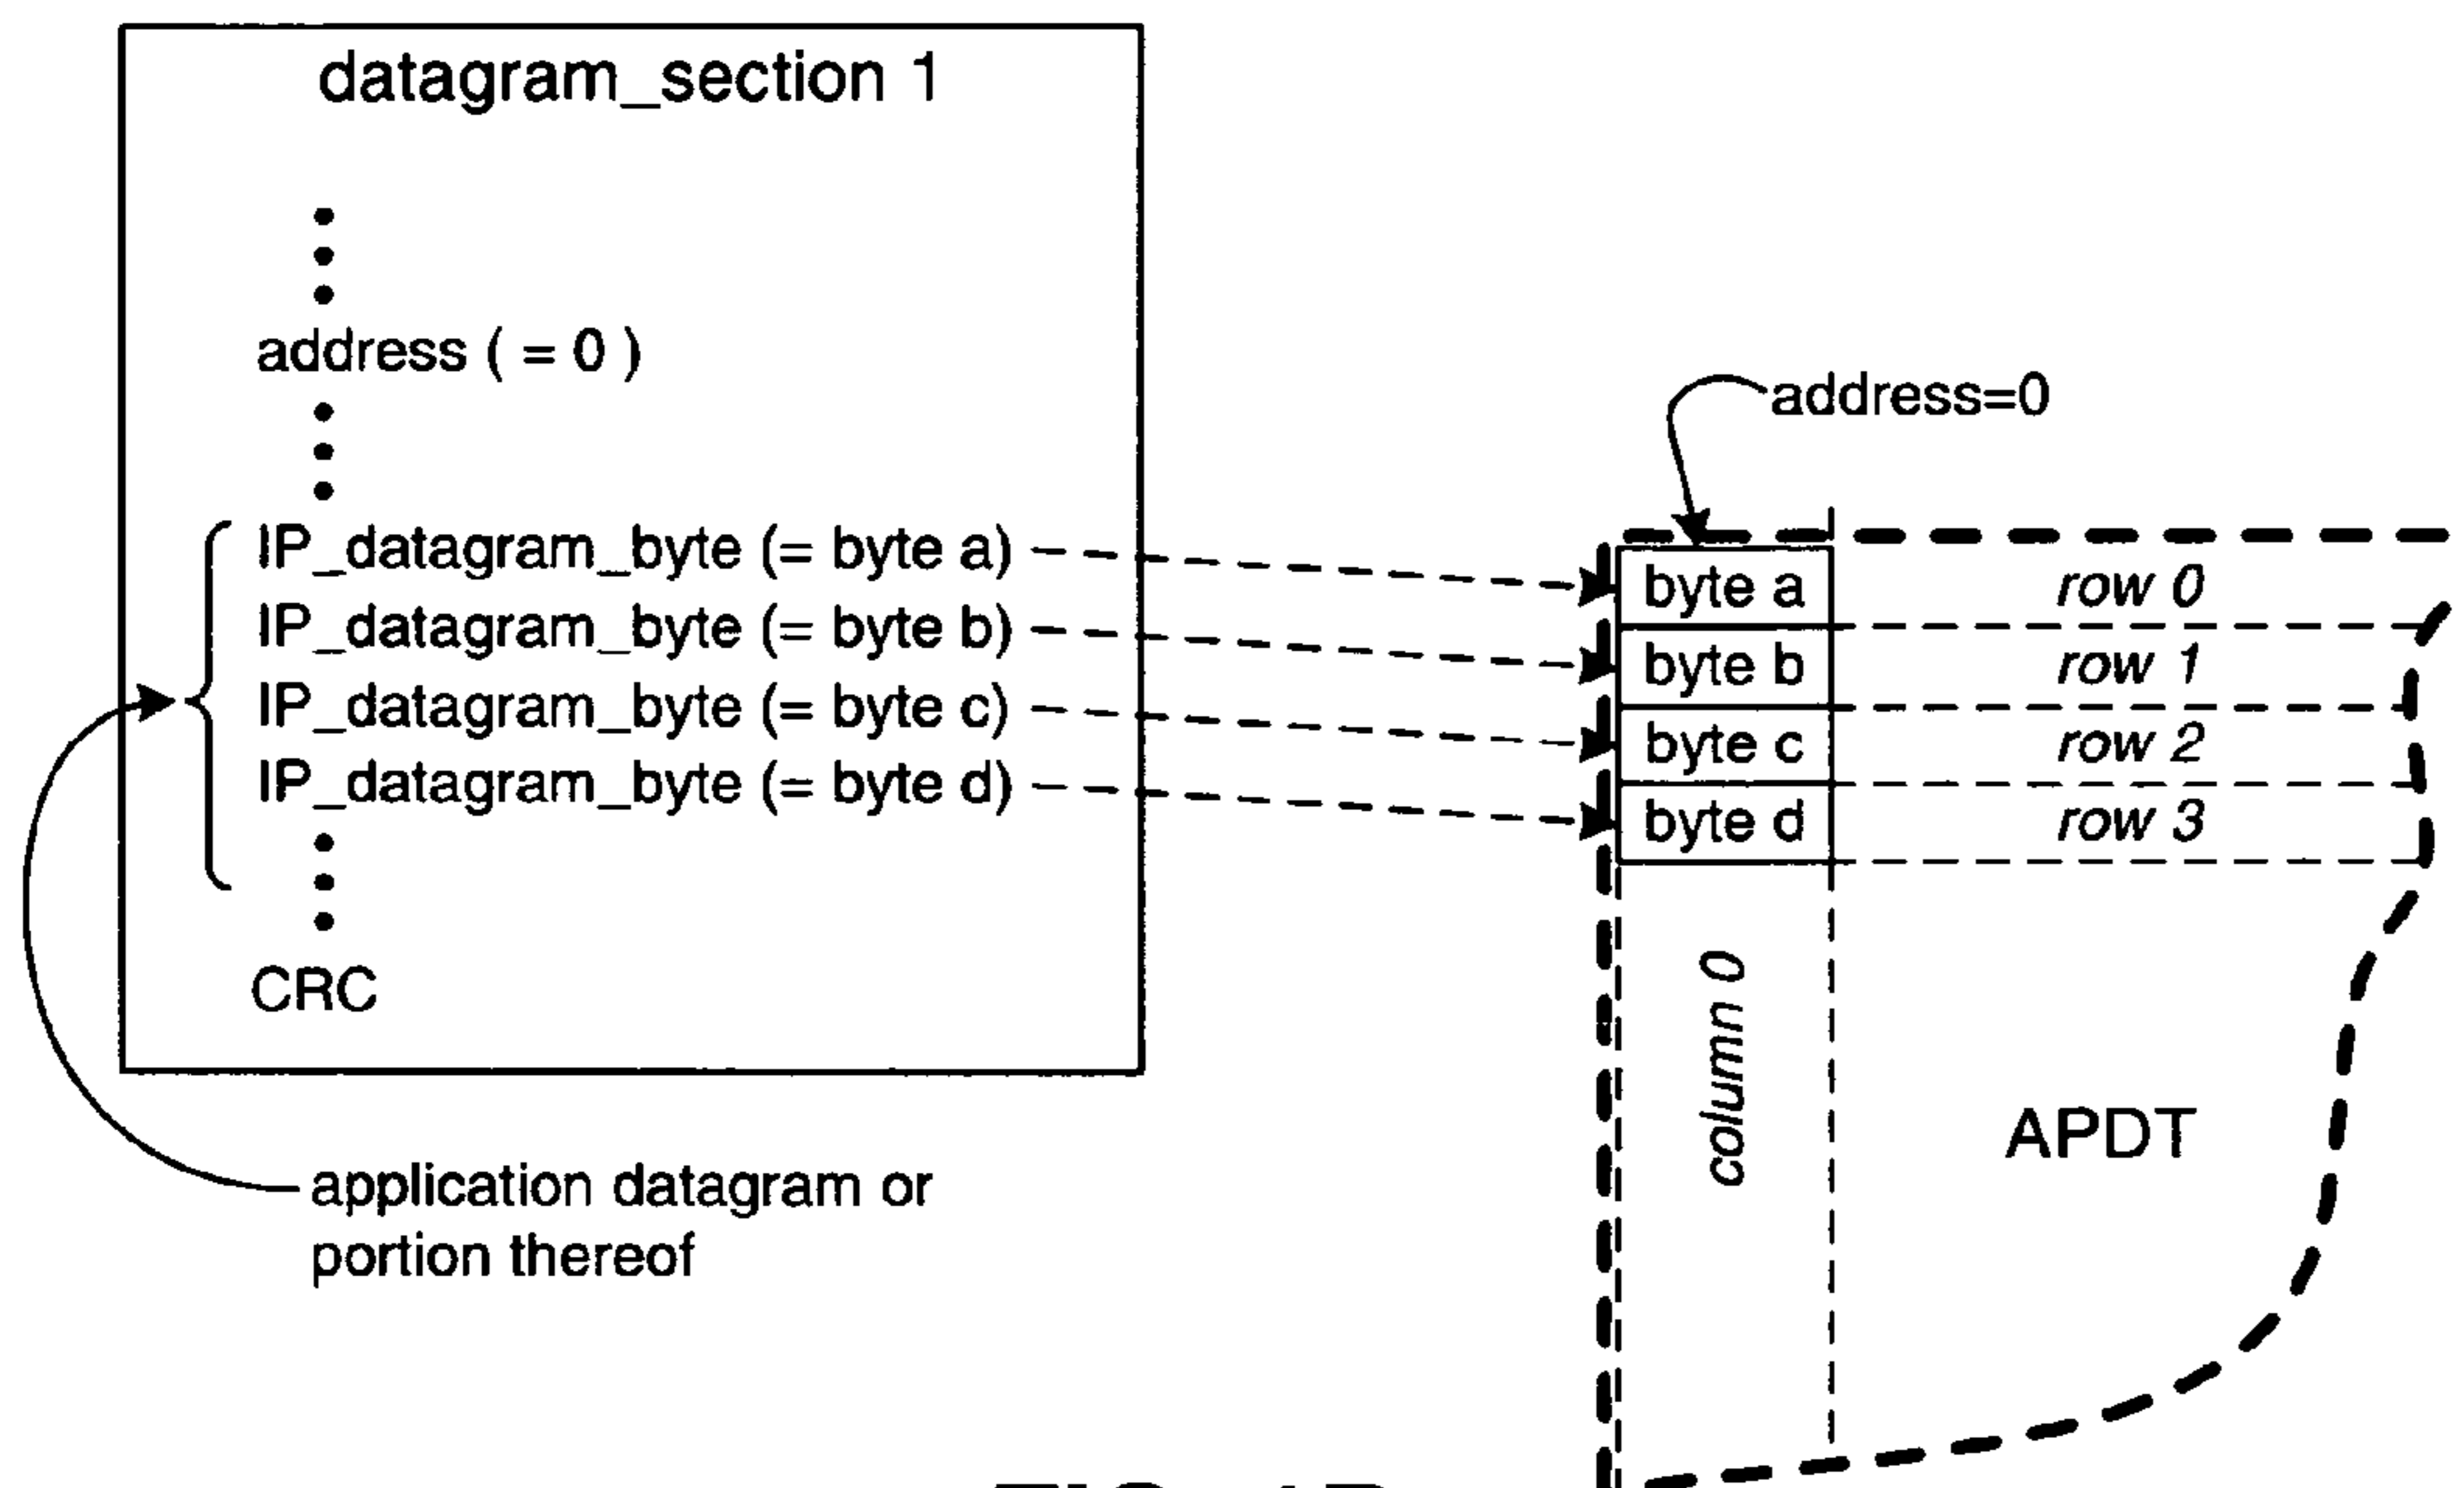 datagram_section 1
address ( = 0 )
IP_datagram_byte (= byte a)
IP_datagram_byte (= byte b)
IP_datagram_byte (= byte c)
IP_datagram_byte (= byte d)
CRC
application datagram or
portion thereof
address=0
byte a row 0
byte b row 1
byte c row 2
byte d row 3
column 0
APDT